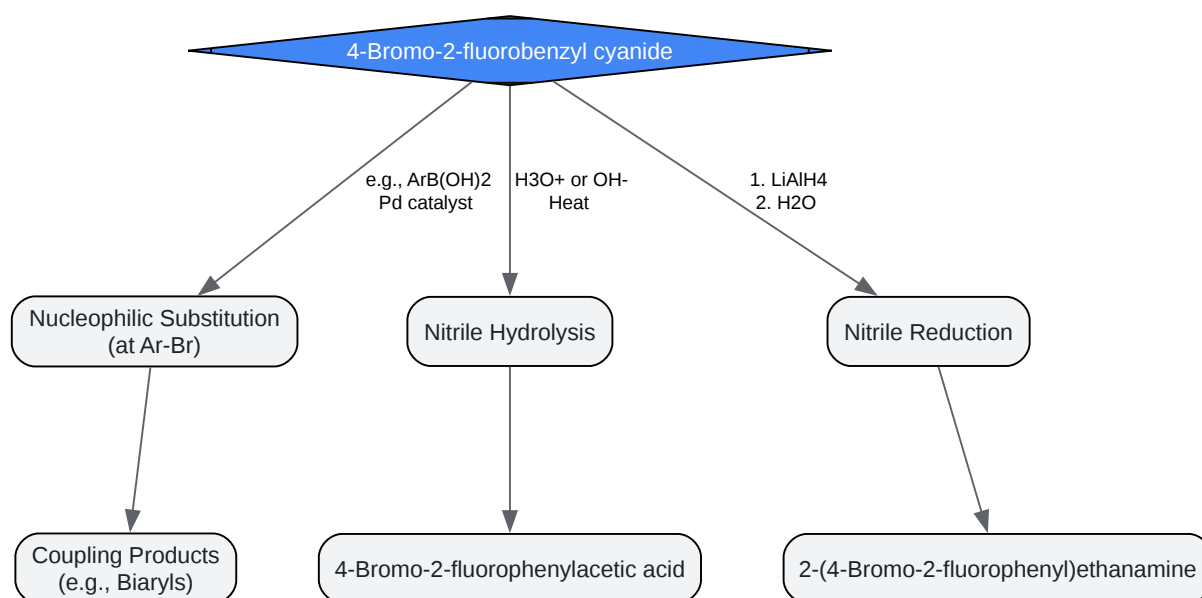 4-Bromo-2-fluorobenzyl cyanide
e.g., ArB(OH)2
Pd catalyst
H3O+ or OH-
Heat
1. LiAlH4
2. H2O
Nucleophilic Substitution
(at Ar-Br)
Nitrile Hydrolysis
Nitrile Reduction
Coupling Products
(e.g., Biaryls)
4-Bromo-2-fluorophenylacetic acid
2-(4-Bromo-2-fluorophenyl)ethanamine